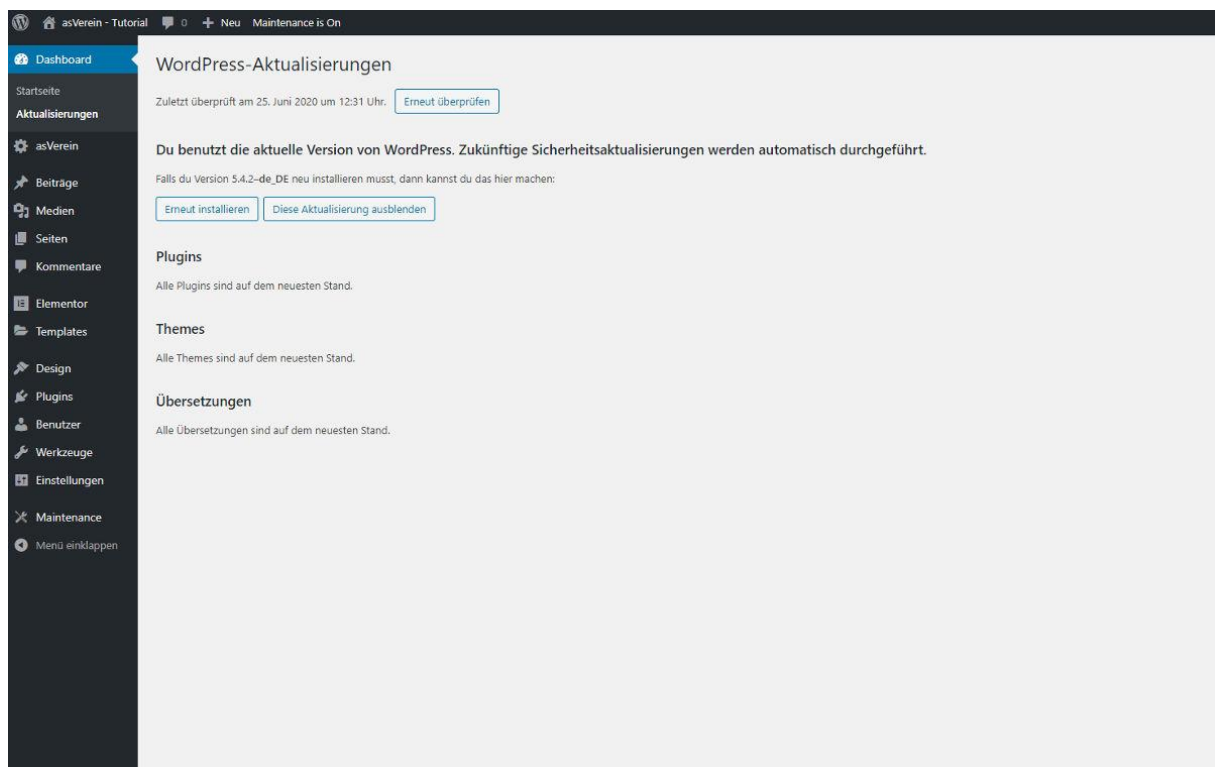 asVerein - Tutorial 0 Neu Maintenance is On
Dashboard
Startseite
Aktualisierungen
asVerein
Beiträge
Medien
Seiten
Kommentare
Elementor
Templates
Design
Plugins
Benutzer
Werkzeuge
Einstellungen
Maintenance
Menü einklappen
WordPress-Aktualisierungen
Zuletzt überprüft am 25. Juni 2020 um 12:31 Uhr. Erneut überprüfen
Du benutzt die aktuelle Version von WordPress. Zukünftige Sicherheitsaktualisierungen werden automatisch durchgeführt.
Falls du Version 5.4.2–de_DE neu installieren musst, dann kannst du das hier machen:
Erneut installieren Diese Aktualisierung ausblenden
Plugins
Alle Plugins sind auf dem neuesten Stand.
Themes
Alle Themes sind auf dem neuesten Stand.
Übersetzungen
Alle Übersetzungen sind auf dem neuesten Stand.